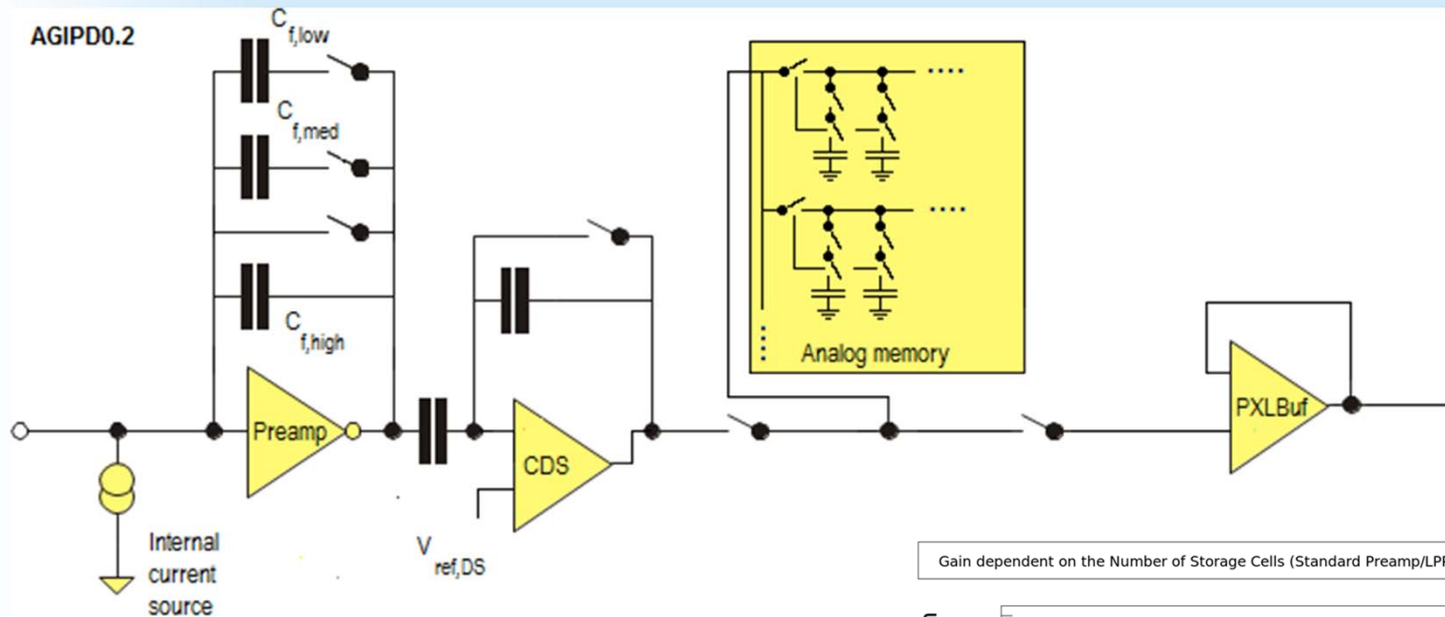 AGIPD0.2
C
f,low
C
f,med
C
f,high
Preamp
CDS
V
ref,DS
Internal
current
source
Analog memory
PXLBuf
Gain dependent on the Number of Storage Cells (Standard Preamp/